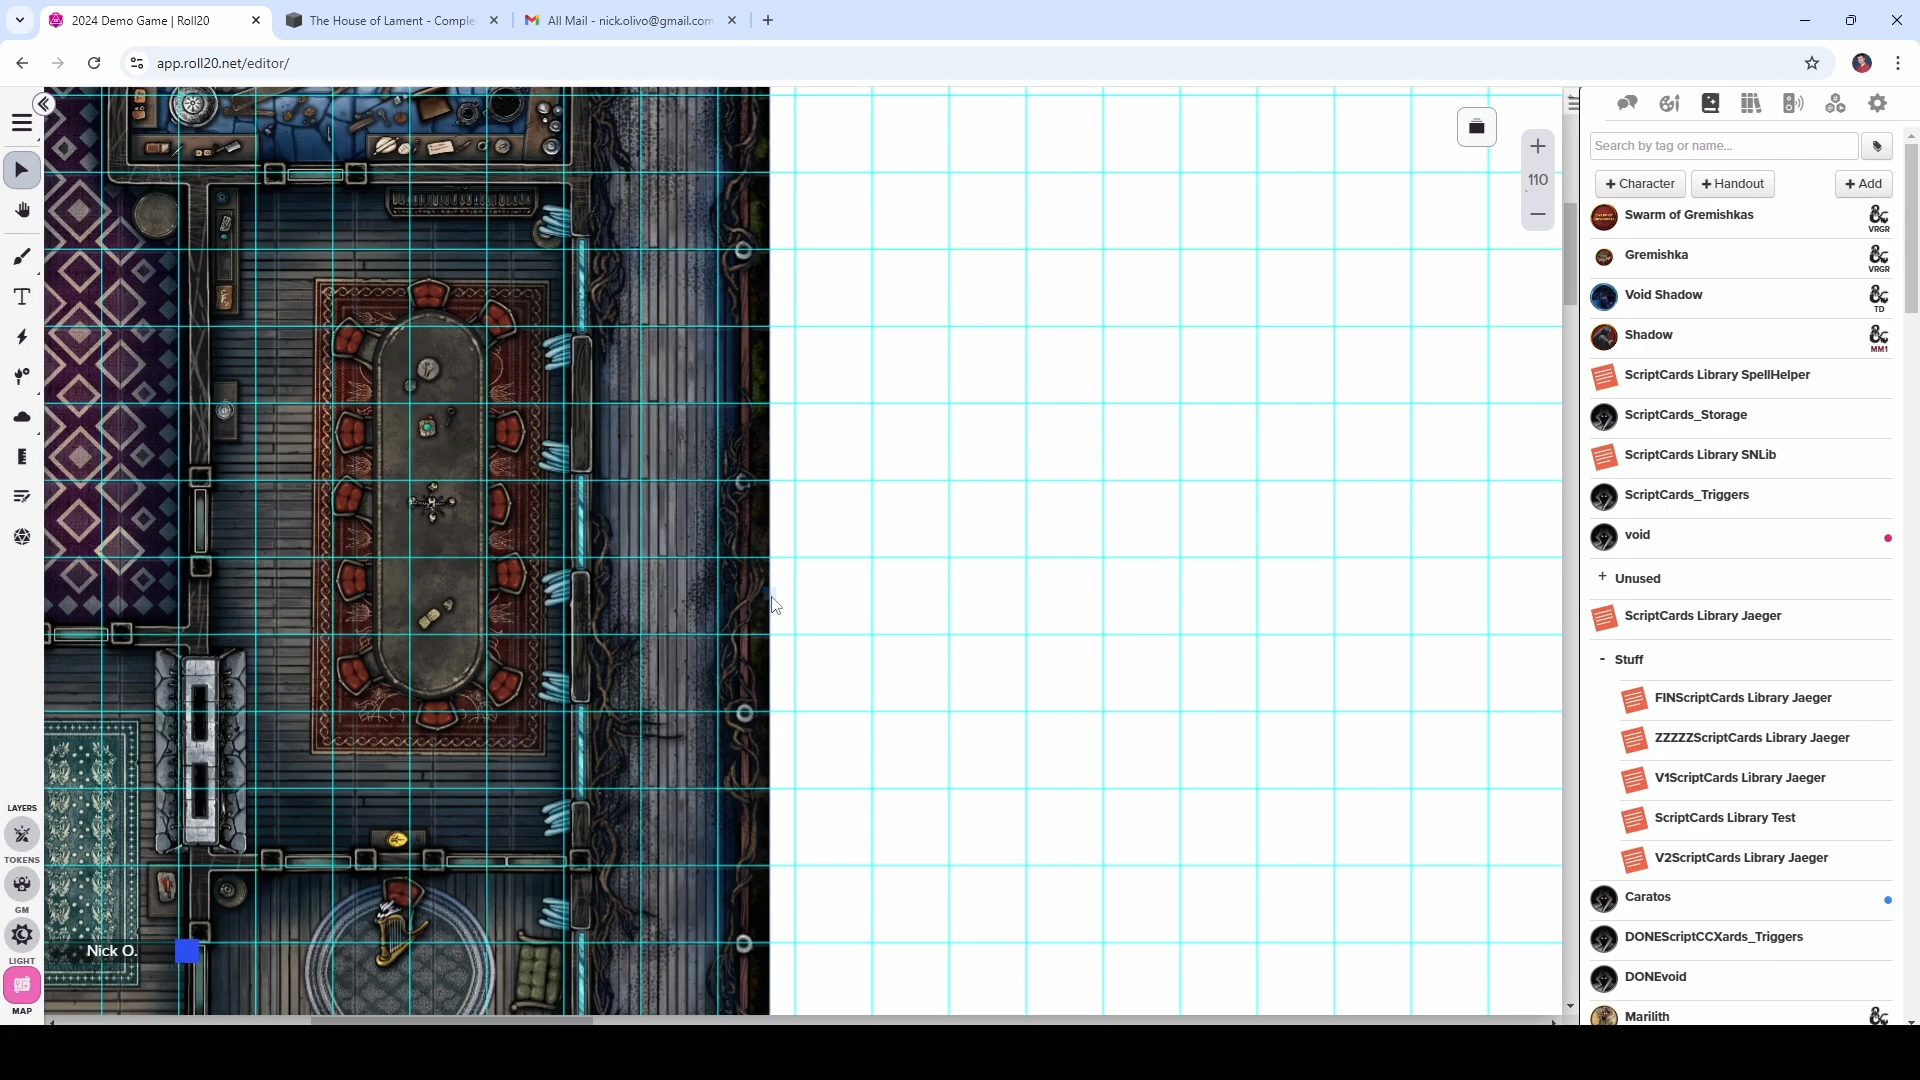 2024 Demo Game | Roll20
The House of Lament - Comple
All Mail - nick.olivo@gmail.com
app.roll20.net/editor/
110
Search by tag or name...
+ Character
+ Handout
+ Add
Swarm of Gremishkas
VRGR
Gremishka
VRGR
Void Shadow
TD
Shadow
MM1
ScriptCards Library SpellHelper
ScriptCards_Storage
ScriptCards Library SNLib
ScriptCards_Triggers
void
+ Unused
ScriptCards Library Jaeger
- Stuff
FINScriptCards Library Jaeger
ZZZZZScriptCards Library Jaeger
V1ScriptCards Library Jaeger
ScriptCards Library Test
V2ScriptCards Library Jaeger
Caratos
DONEScriptCCXards_Triggers
DONEvoid
Marilith
LAYERS
TOKENS
GM
LIGHT
MAP
Nick O.